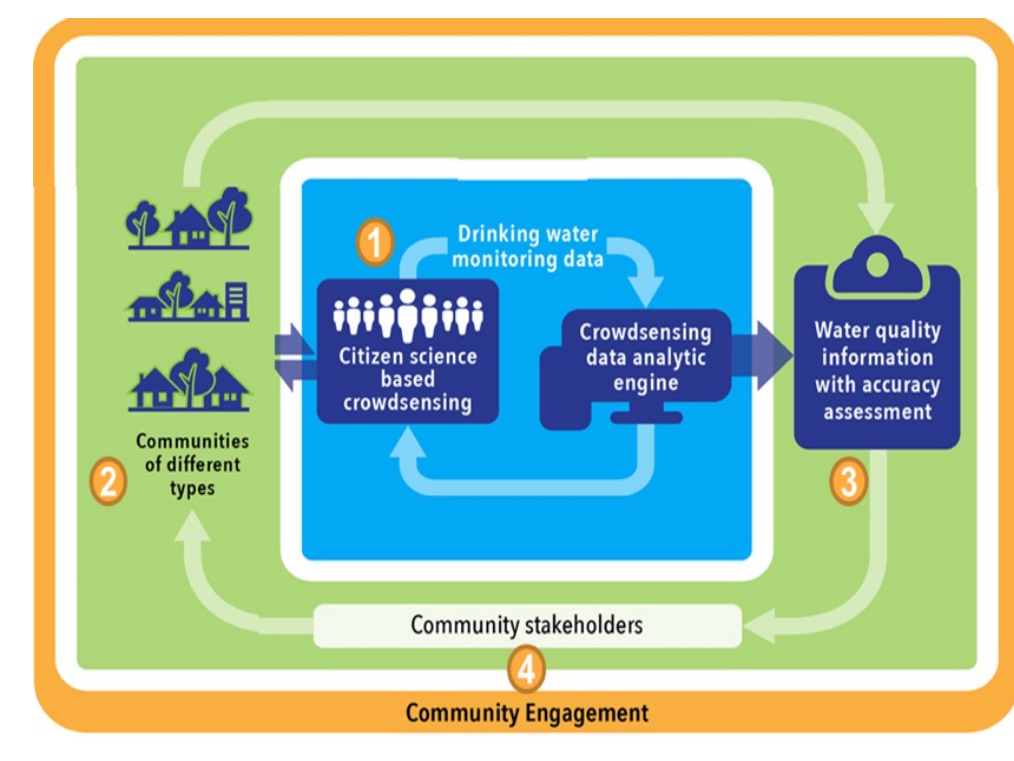 1
Drinking water
monitoring data
Citizen science
based
crowdsensing
Crowdsensing
data analytic
engine
Water quality
information
with accuracy
assessment
Communities
of different
types
2
3
Community stakeholders
4
Community Engagement